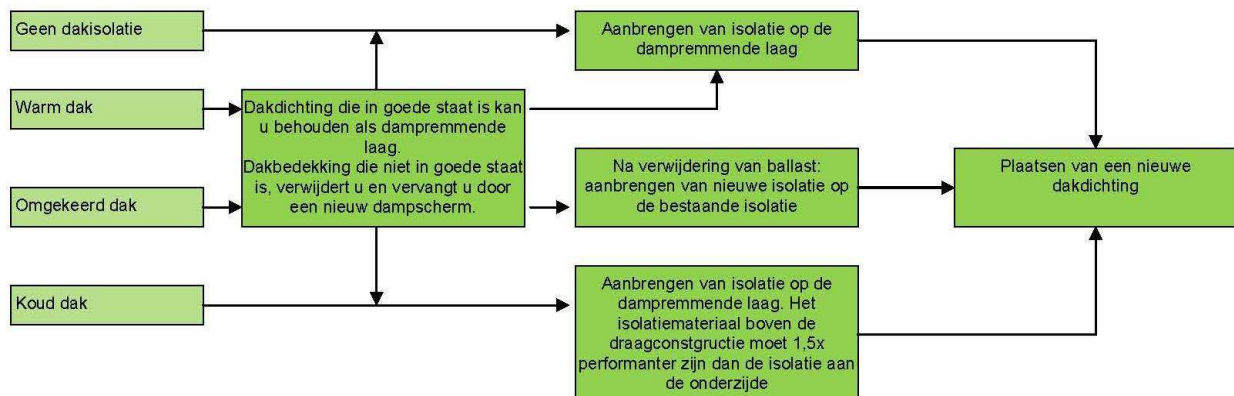 Geen dakisolatie
Warm dak
Omgekeerd dak
Koud dak
Dakdichting die in goede staat is kan
u behouden als dampremmende
laag.
Dakbedekking die niet in goede staat
is, verwijdert u en vervangt u door
een nieuw dampscherm.
Aanbrengen van isolatie op de
dampremmende laag
Na verwijdering van ballast:
aanbrengen van nieuwe isolatie op
de bestaande isolatie
Aanbrengen van isolatie op de
dampremmende laag. Het
isolatiemateriaal boven de
draagconstgructie moet 1,5x
performanter zijn dan de isolatie aan
de onderzijde
Plaatsen van een nieuwe
dakdichting